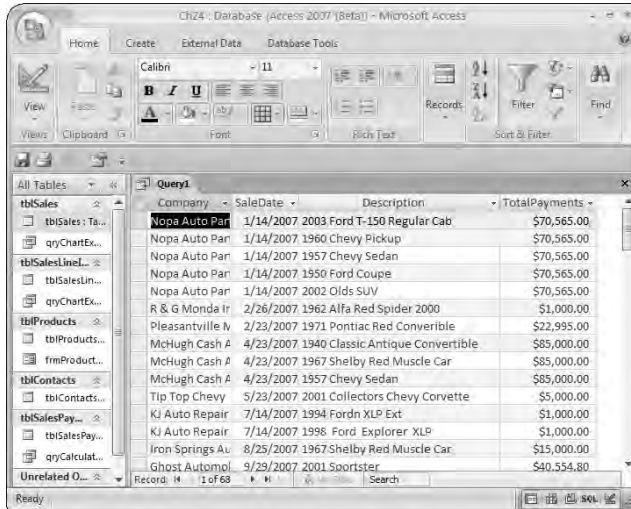 Ch24 : Database (Access 2007 (Beta)) - Microsoft Access
Home Create External Data Database Tools
View
Views
Paste
Clipboard
Calibri 11
B I U
A
Font
Rich Text
Records
Filter
Sort & Filter
Find
All Tables
tblSales
tblSales : Ta...
qryChartEx...
tblSalesLineI...
tblSalesLin...
qryChartEx...
tblProducts
tblProducts...
frmProduct...
tblContacts
tblContacts...
tblSalesPay...
tblSalesPay...
qryCalculat...
Unrelated O...
Query1
Company SaleDate Description TotalPayments
Nopa Auto Par 1/14/2007 2003 Ford T-150 Regular Cab $70,565.00
Nopa Auto Par 1/14/2007 1960 Chevy Pickup $70,565.00
Nopa Auto Par 1/14/2007 1957 Chevy Sedan $70,565.00
Nopa Auto Par 1/14/2007 1950 Ford Coupe $70,565.00
Nopa Auto Par 1/14/2007 2002 Olds SUV $70,565.00
R & G Monda Ir 2/26/2007 1962 Alfa Red Spider 2000 $1,000.00
Pleasantville M 2/23/2007 1971 Pontiac Red Converible $22,995.00
McHugh Cash A 4/23/2007 1940 Classic Antique Convertible $85,000.00
McHugh Cash A 4/23/2007 1967 Shelby Red Muscle Car $85,000.00
McHugh Cash A 4/23/2007 1957 Chevy Sedan $85,000.00
Tip Top Chevy 5/23/2007 2001 Collectors Chevy Corvette $5,000.00
KJ Auto Repair 7/14/2007 1994 Fordn XLP Ext $1,000.00
KJ Auto Repair 7/14/2007 1998 Ford Explorer XLP $1,000.00
Iron Springs Au 8/25/2007 1967 Shelby Red Muscle Car $15,000.00
Ghost Automol 9/29/2007 2001 Sportster $40,554.80
Record: 1 of 63 Search
Ready SQL